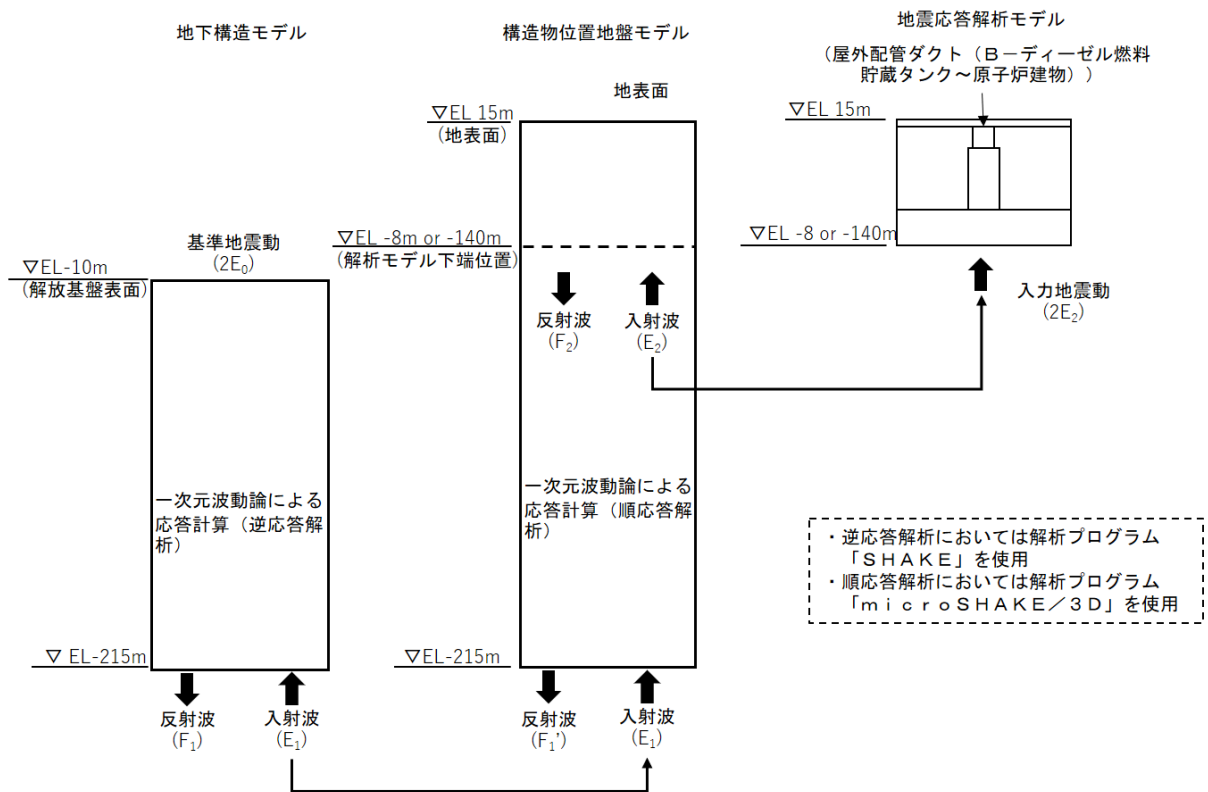 地下構造モデル
構造物位置地盤モデル
地震応答解析モデル
(屋外配管ダクト(B-ディーゼル燃料
貯蔵タンク~原子炉建物))
地表面
▽EL 15m
(地表面)
▽EL 15m
基準地震動
(2E₀)
▽EL-10m
(解放基盤表面)
▽EL -8m or -140m
(解析モデル下端位置)
▽EL -8 or -140m
反射波
(F₂)
入射波
(E₂)
入力地震動
(2E₂)
一次元波動論による
応答計算(逆応答解
析)
一次元波動論による
応答計算(順応答解
析)
・逆応答解析においては解析プログラム
「SHAKE」を使用
・順応答解析においては解析プログラム
「microSHAKE/3D」を使用
▽ EL-215m
▽EL-215m
反射波
(F₁)
入射波
(E₁)
反射波
(F₁')
入射波
(E₁)